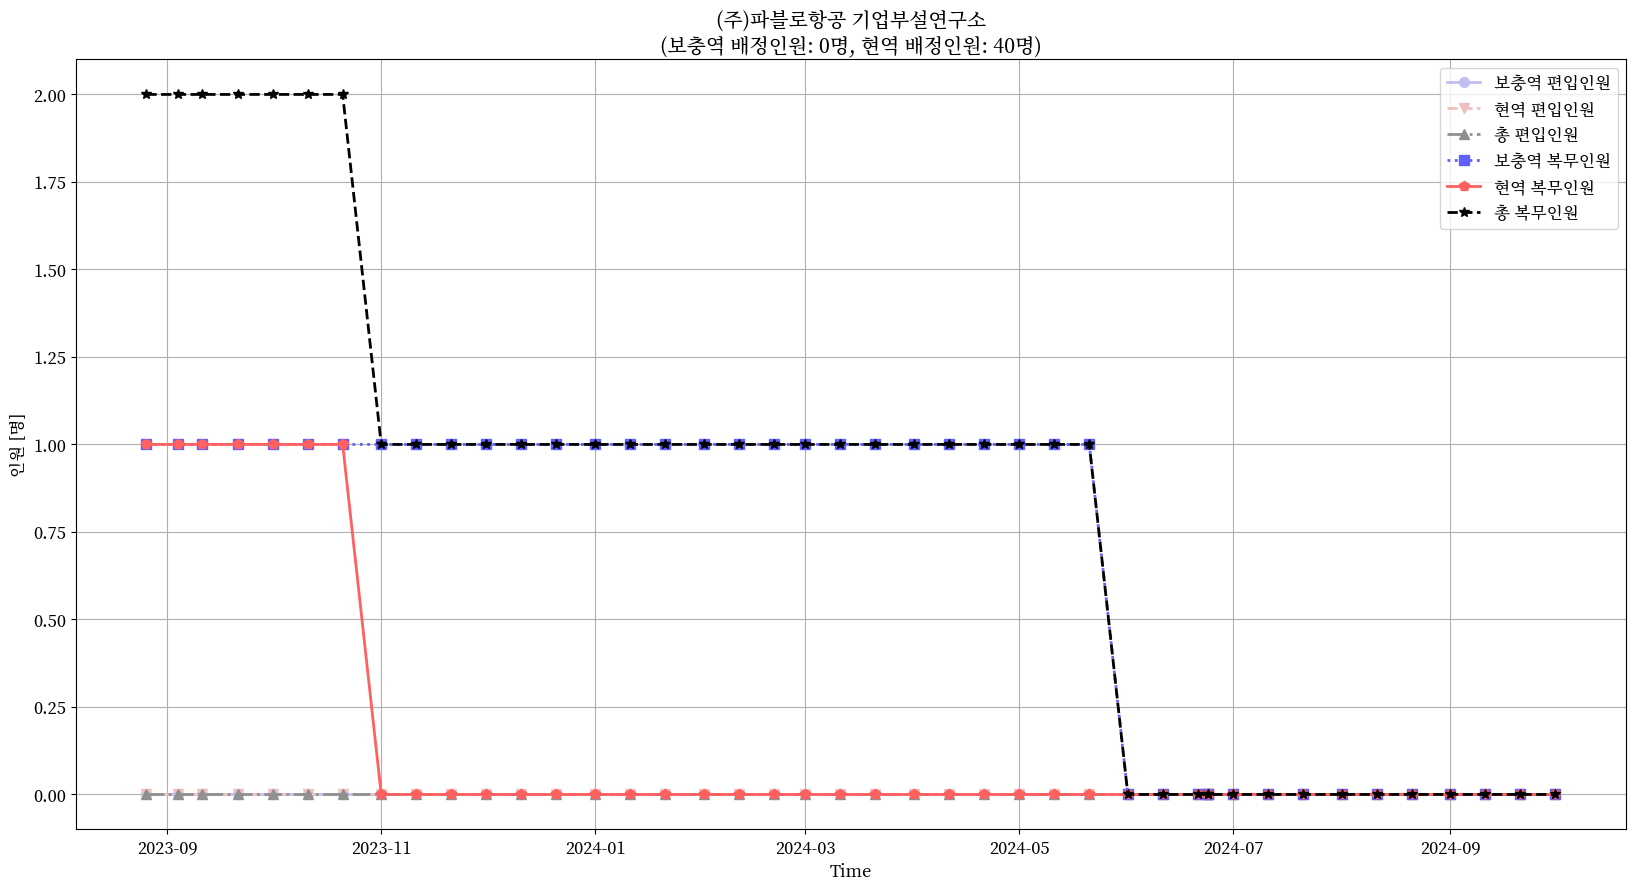 (주)파블로항공 기업부설연구소
(보충역 배정인원: 0명, 현역 배정인원: 40명)
보충역 편입인원
현역 편입인원
총 편입인원
보충역 복무인원
현역 복무인원
총 복무인원
2.00
1.75
1.50
1.25
1.00
0.75
0.50
0.25
0.00
인원 [명]
2023-09 2023-11 2024-01 2024-03 2024-05 2024-07 2024-09
Time